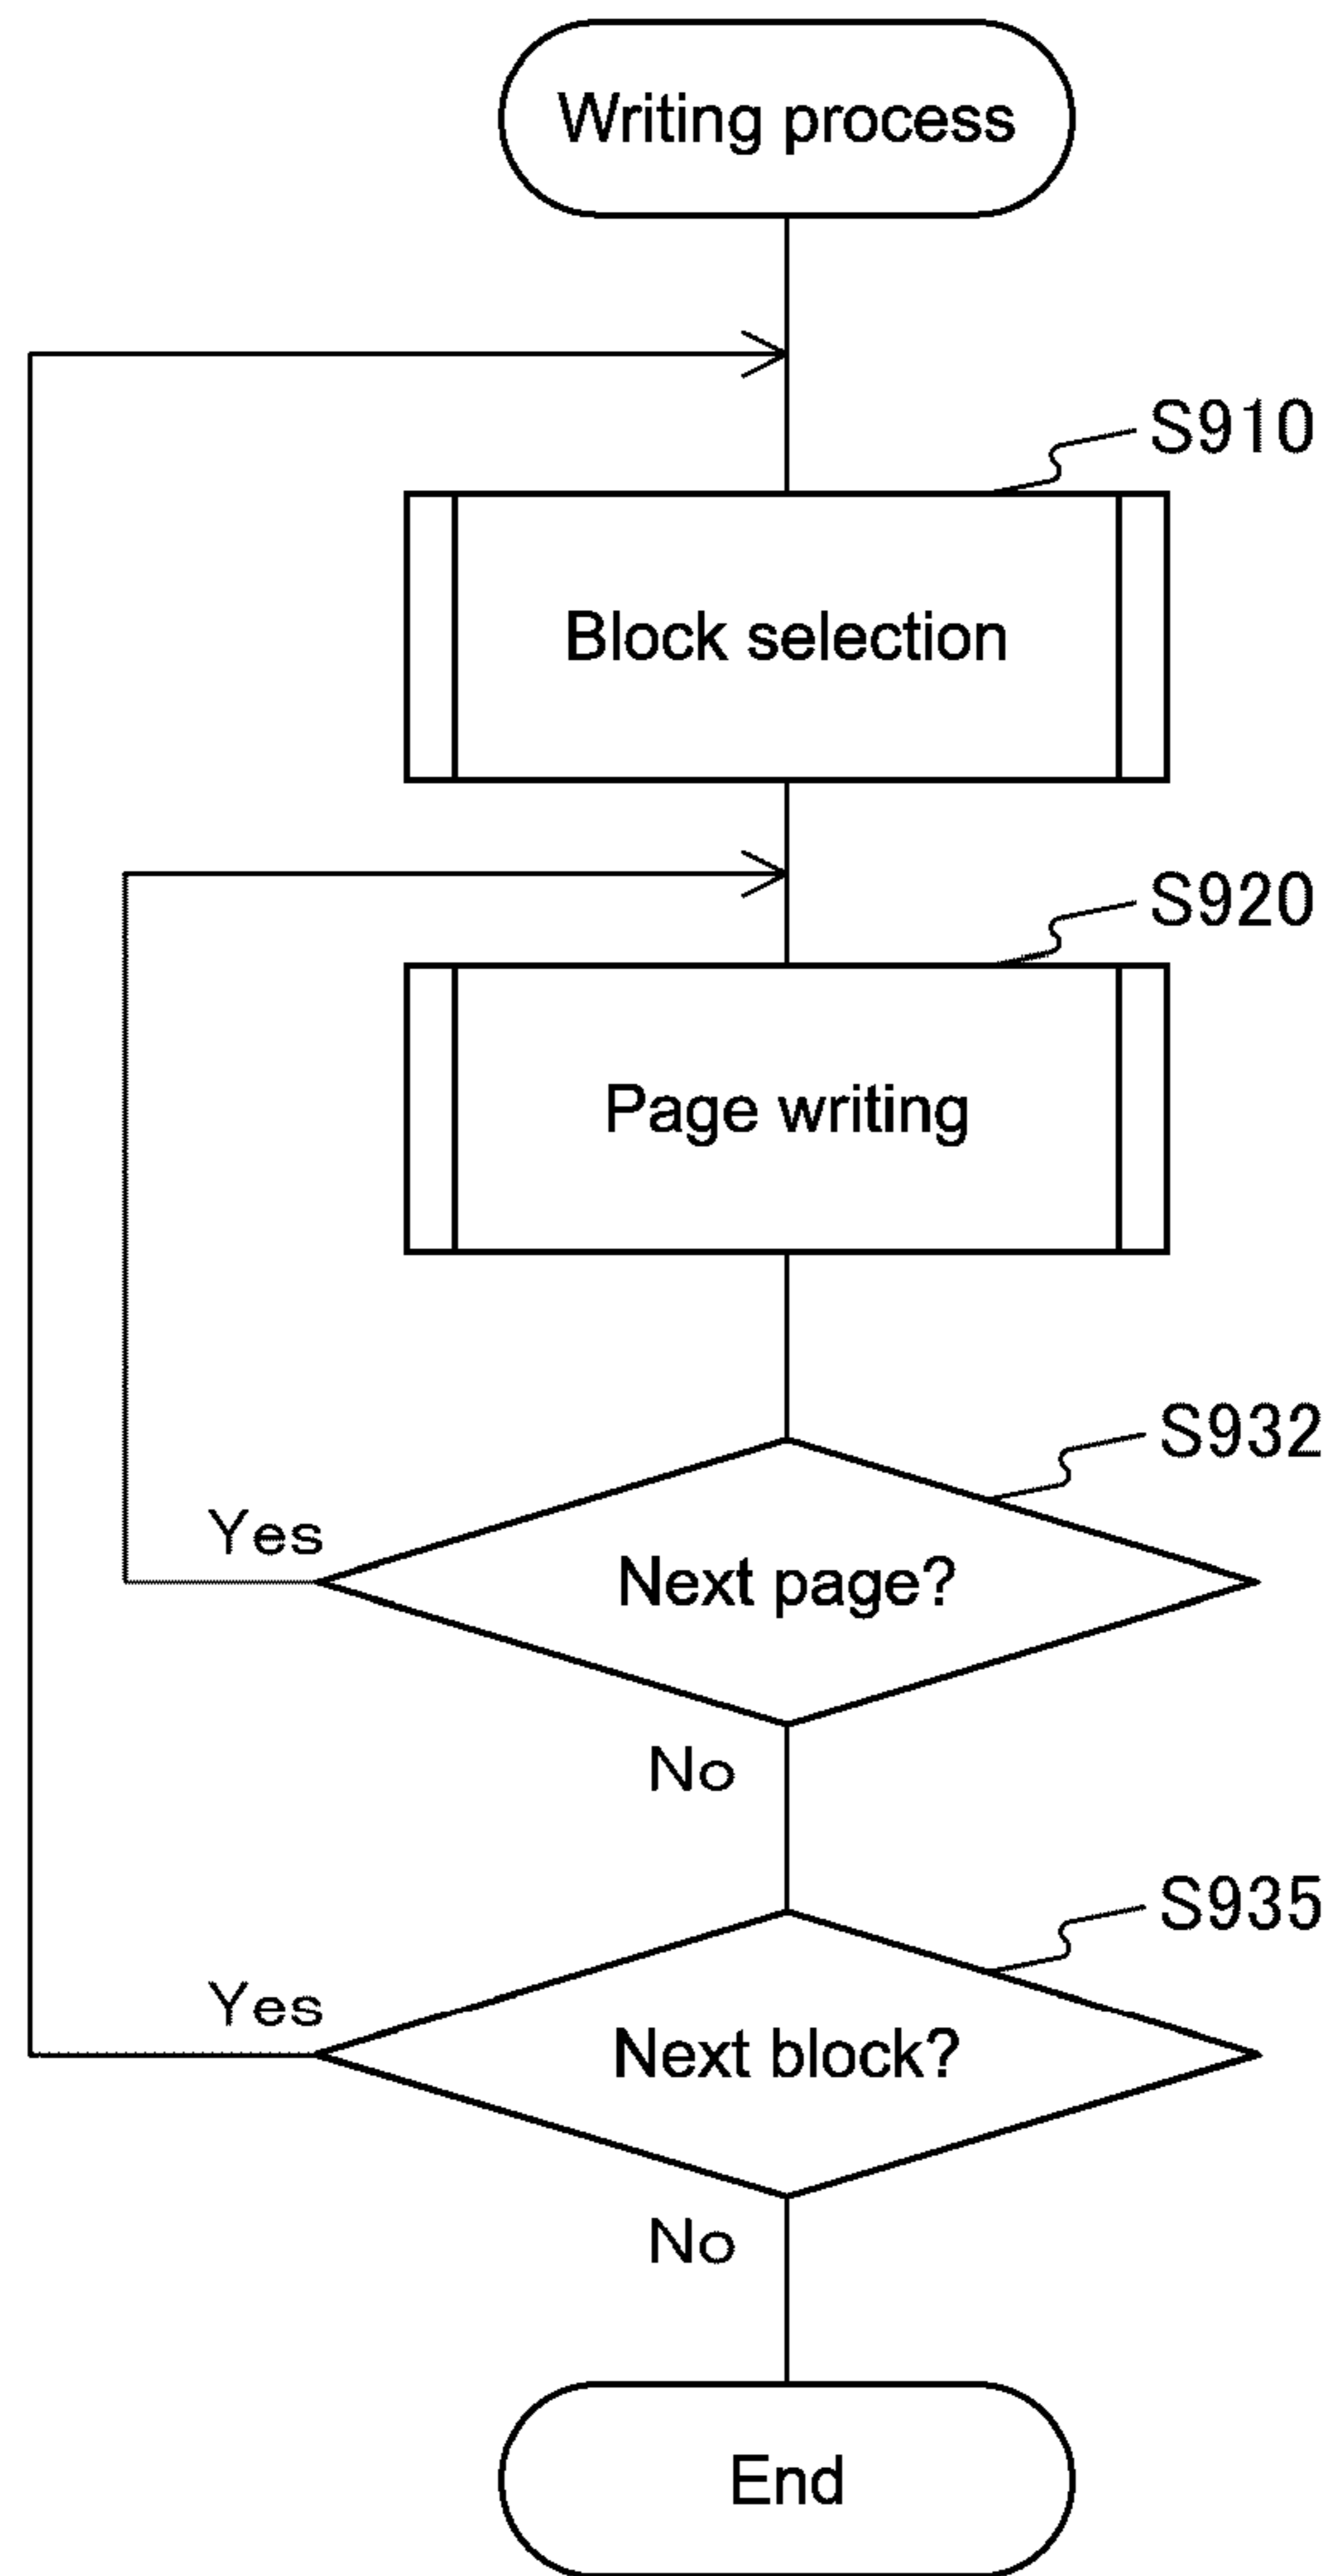 Writing process
S910
Block selection
S920
Page writing
S932
Yes
Next page?
No
S935
Yes
Next block?
No
End